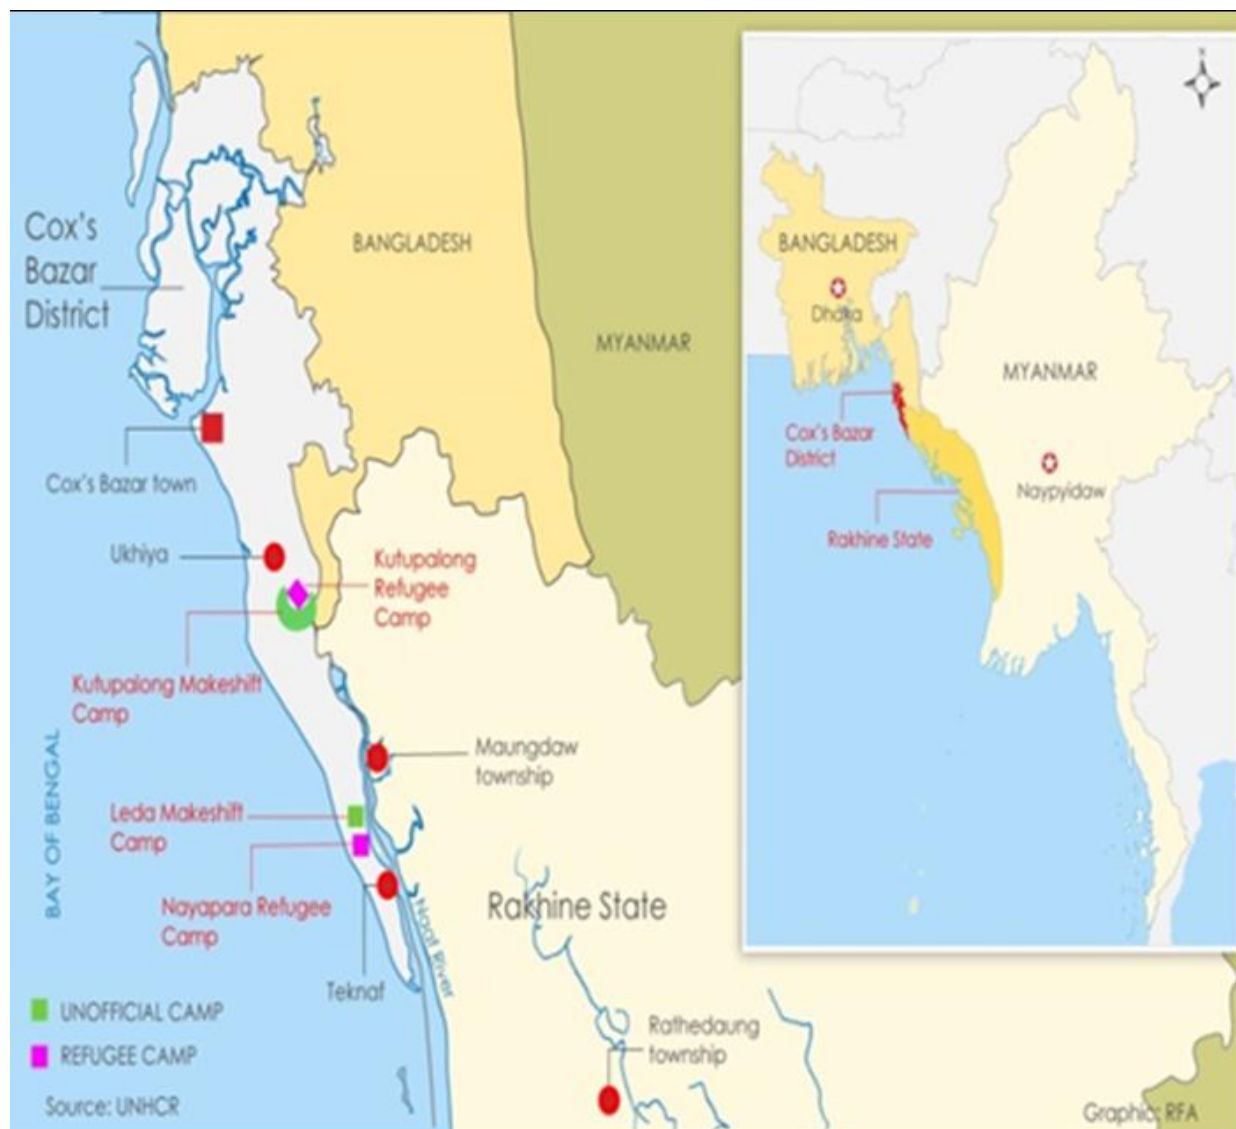 Cox's
Bazar
District
BANGLADESH
MYANMAR
Cox's Bazar town
Ukhiya
Kutupalong
Refugee
Camp
Kutupalong Makeshift
Camp
Maungdaw
township
Leda Makeshift
Camp
Nayapara Refugee
Camp
Rakhine State
Naaf River
BAY OF BENGAL
Teknaf
Rathedaung
township
UNOFFICIAL CAMP
REFUGEE CAMP
Source: UNHCR
Graphic: RFA
N
BANGLADESH
Dhaka
MYANMAR
Cox's Bazar
District
Naypyidaw
Rakhine State